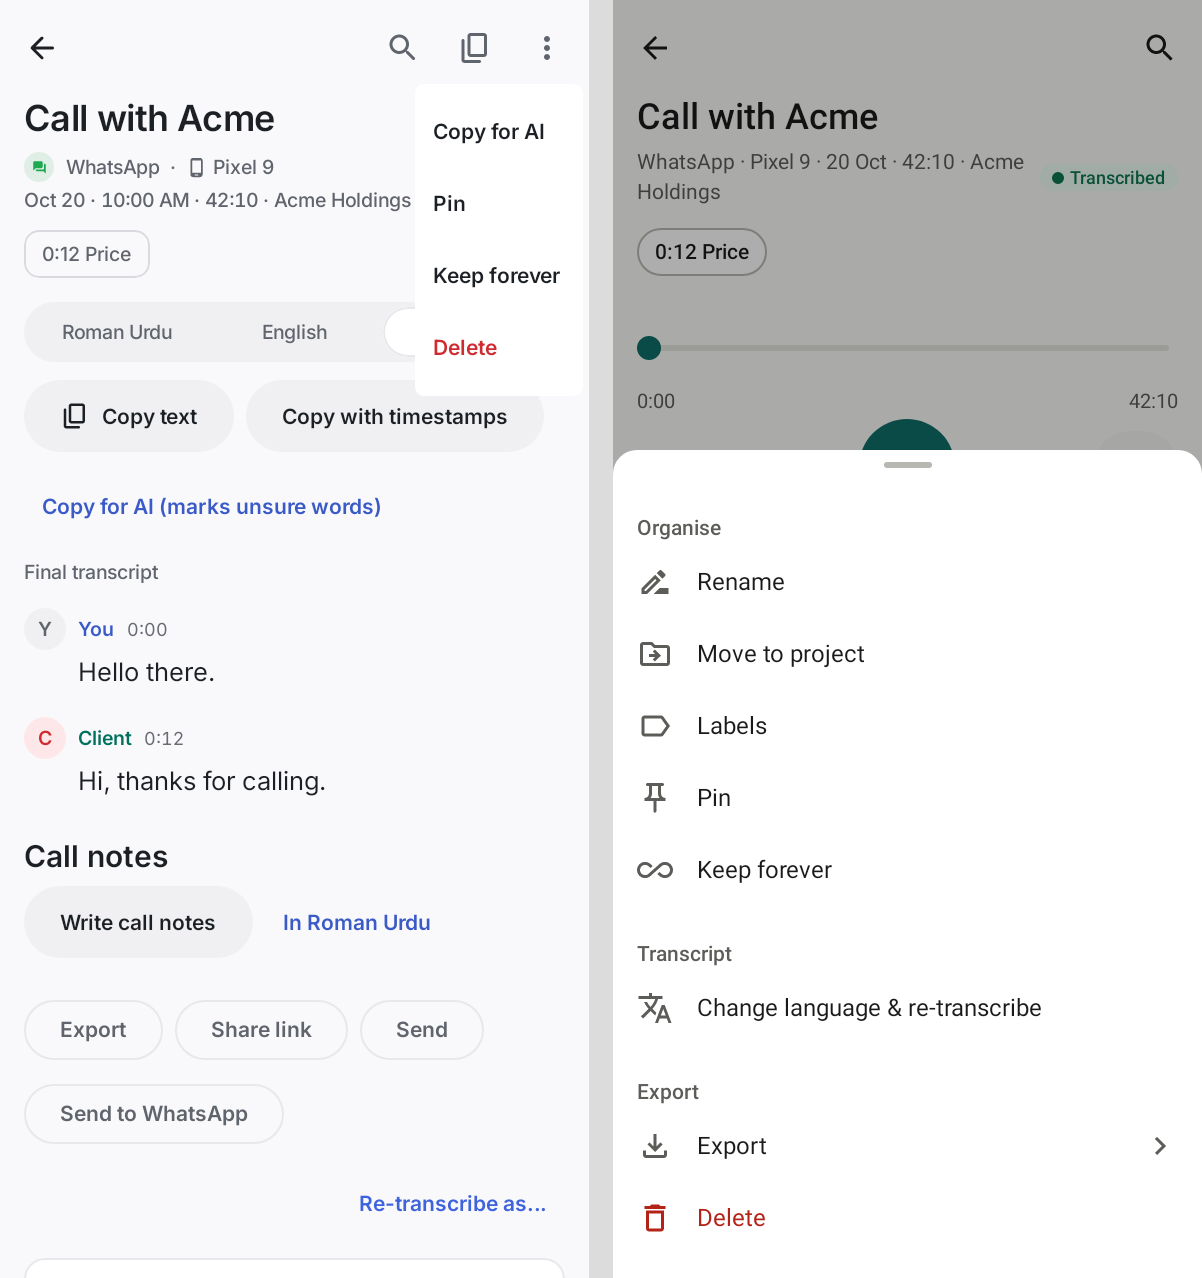 Call with Acme
WhatsApp · Pixel 9
Oct 20 · 10:00 AM · 42:10 · Acme Holdings
0:12 Price
Copy for AI
Pin
Keep forever
Delete
Roman Urdu English
Copy text Copy with timestamps
Copy for AI (marks unsure words)
Final transcript
Y You 0:00
Hello there.
C Client 0:12
Hi, thanks for calling.
Call notes
Write call notes In Roman Urdu
Export Share link Send
Send to WhatsApp
Re-transcribe as...
Call with Acme
WhatsApp · Pixel 9 · 20 Oct · 42:10 · Acme
Holdings
Transcribed
0:12 Price
0:00 42:10
Organise
Rename
Move to project
Labels
Pin
Keep forever
Transcript
Change language & re-transcribe
Export
Export
Delete